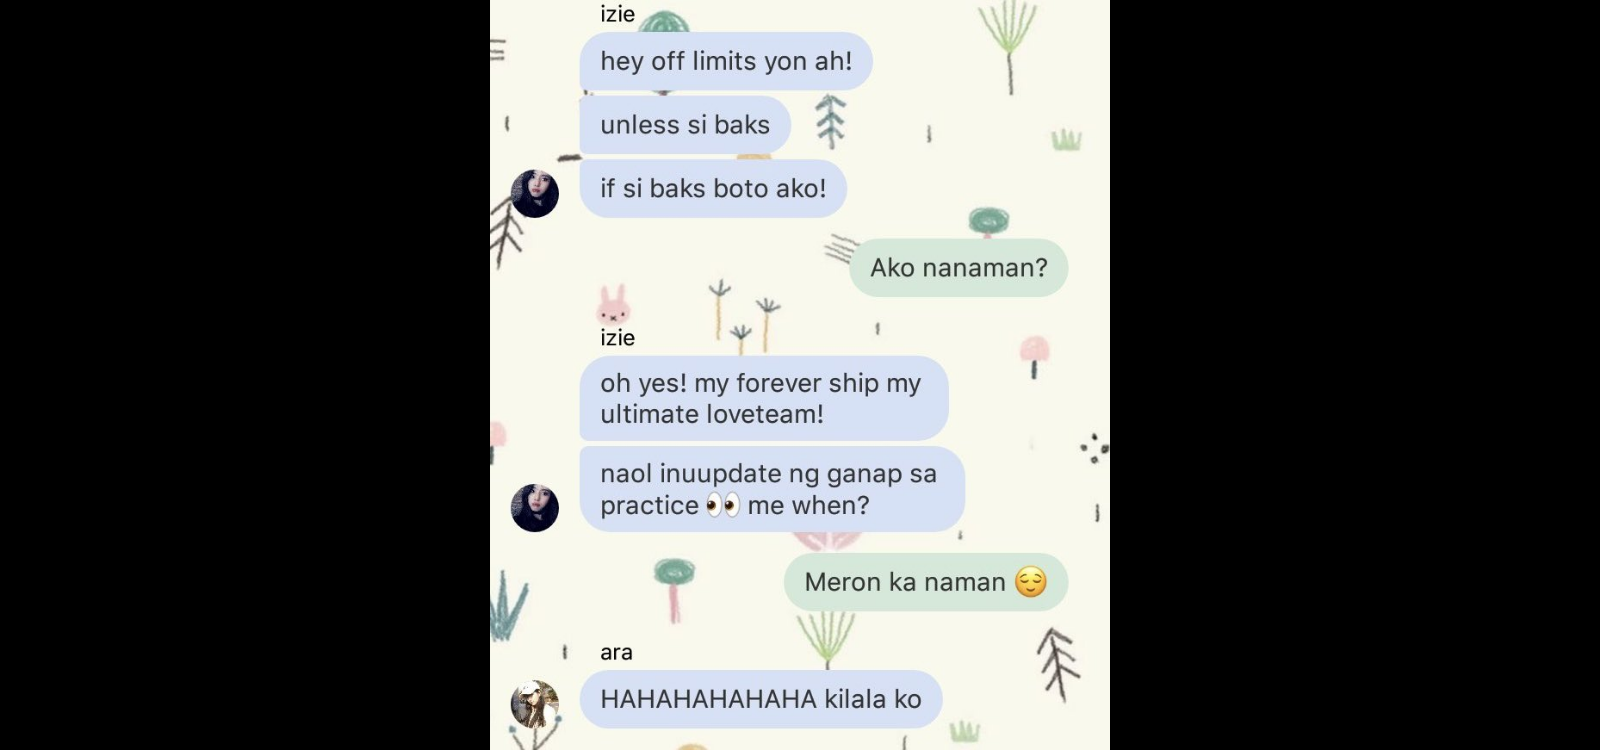 izie
hey off limits yon ah!
unless si baks
if si baks boto ako!
Ako nanaman?
izie
oh yes! my forever ship my
ultimate loveteam!
naol inuupdate ng ganap sa
practice 👀 me when?
Meron ka naman 😌
ara
HAHAHAHAHAHA kilala ko